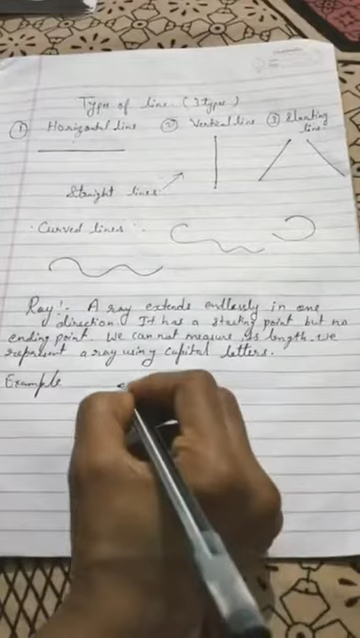 Types of line (3 types)
① Horizontal line ② Vertical line ③ Slanting line
Straight lines
Curved lines :
Ray :- A ray extends endlessly in one
direction. It has a starting point but no
ending point. We can not measure its length. We
represent a ray using capital letters.
Example